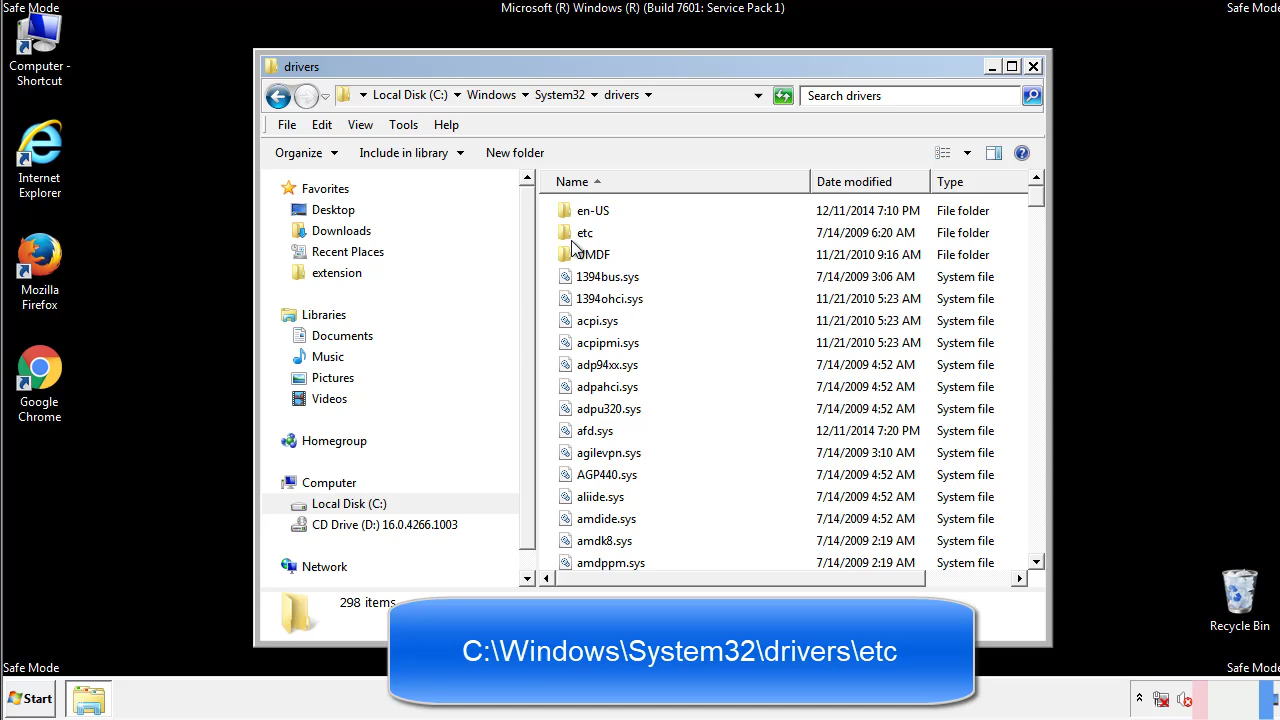 Safe Mode
Microsoft (R) Windows (R) (Build 7601: Service Pack 1)
Safe Mod
Computer -
Shortcut
Internet
Explorer
Mozilla
Firefox
Google
Chrome
drivers
Local Disk (C:) Windows System32 drivers
Search drivers
File Edit View Tools Help
Organize Include in library New folder
Favorites
Desktop
Downloads
Recent Places
extension
Libraries
Documents
Music
Pictures
Videos
Homegroup
Computer
Local Disk (C:)
CD Drive (D:) 16.0.4266.1003
Network
Name Date modified Type
en-US 12/11/2014 7:10 PM File folder
etc 7/14/2009 6:20 AM File folder
UMDF 11/21/2010 9:16 AM File folder
1394bus.sys 7/14/2009 3:06 AM System file
1394ohci.sys 11/21/2010 5:23 AM System file
acpi.sys 11/21/2010 5:23 AM System file
acpipmi.sys 11/21/2010 5:23 AM System file
adp94xx.sys 7/14/2009 4:52 AM System file
adpahci.sys 7/14/2009 4:52 AM System file
adpu320.sys 7/14/2009 4:52 AM System file
afd.sys 12/11/2014 7:20 PM System file
agilevpn.sys 7/14/2009 3:10 AM System file
AGP440.sys 7/14/2009 4:52 AM System file
aliide.sys 7/14/2009 4:52 AM System file
amdide.sys 7/14/2009 4:52 AM System file
amdk8.sys 7/14/2009 2:19 AM System file
amdppm.sys 7/14/2009 2:19 AM System file
298 items
C:\Windows\System32\drivers\etc
Recycle Bin
Safe Mode
Safe Mod
Start